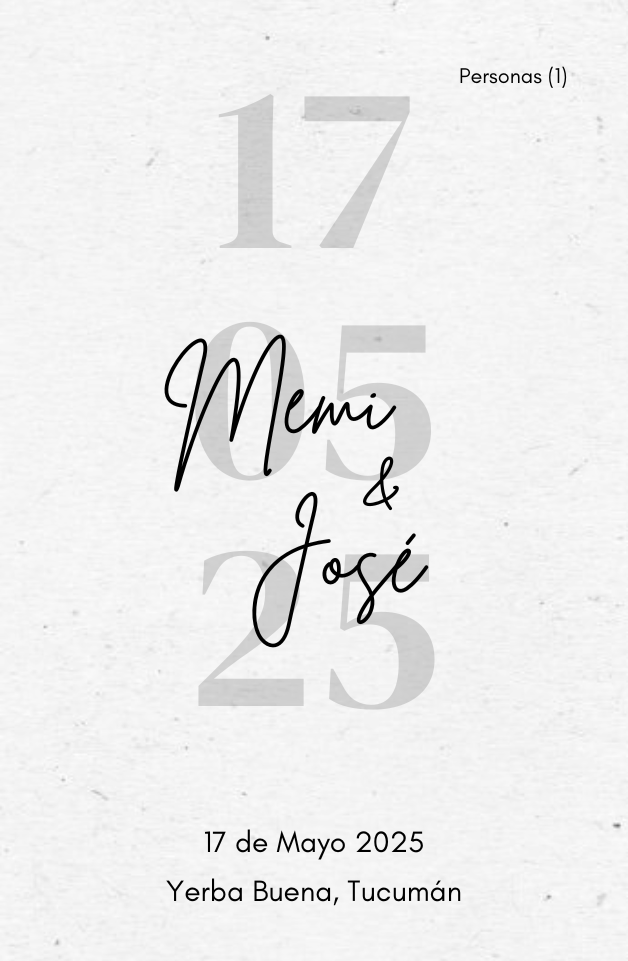 Personas (1)
17
05
Memi
&
José
25
17 de Mayo 2025
Yerba Buena, Tucumán